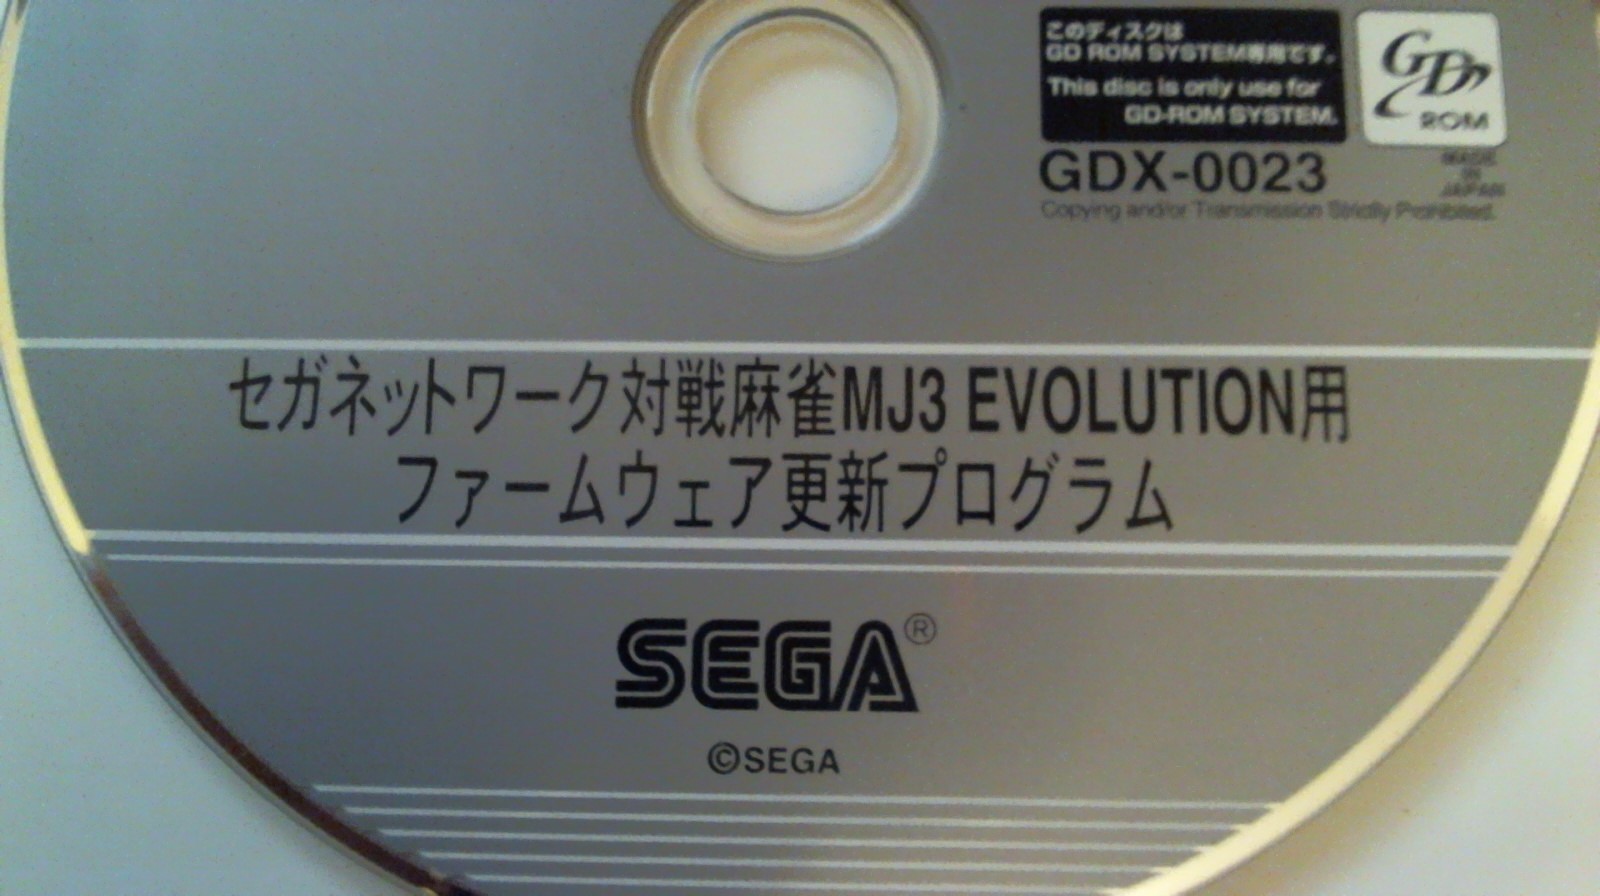 このディスクは
GD ROM SYSTEM専用です。
This disc is only use for
GD-ROM SYSTEM.
GD
ROM
GDX-0023
MADE
IN
JAPAN
Copying and/or Transmission Strictly Prohibited.
セガネットワーク対戦麻雀MJ3 EVOLUTION用
ファームウェア更新プログラム
SEGA®
©SEGA